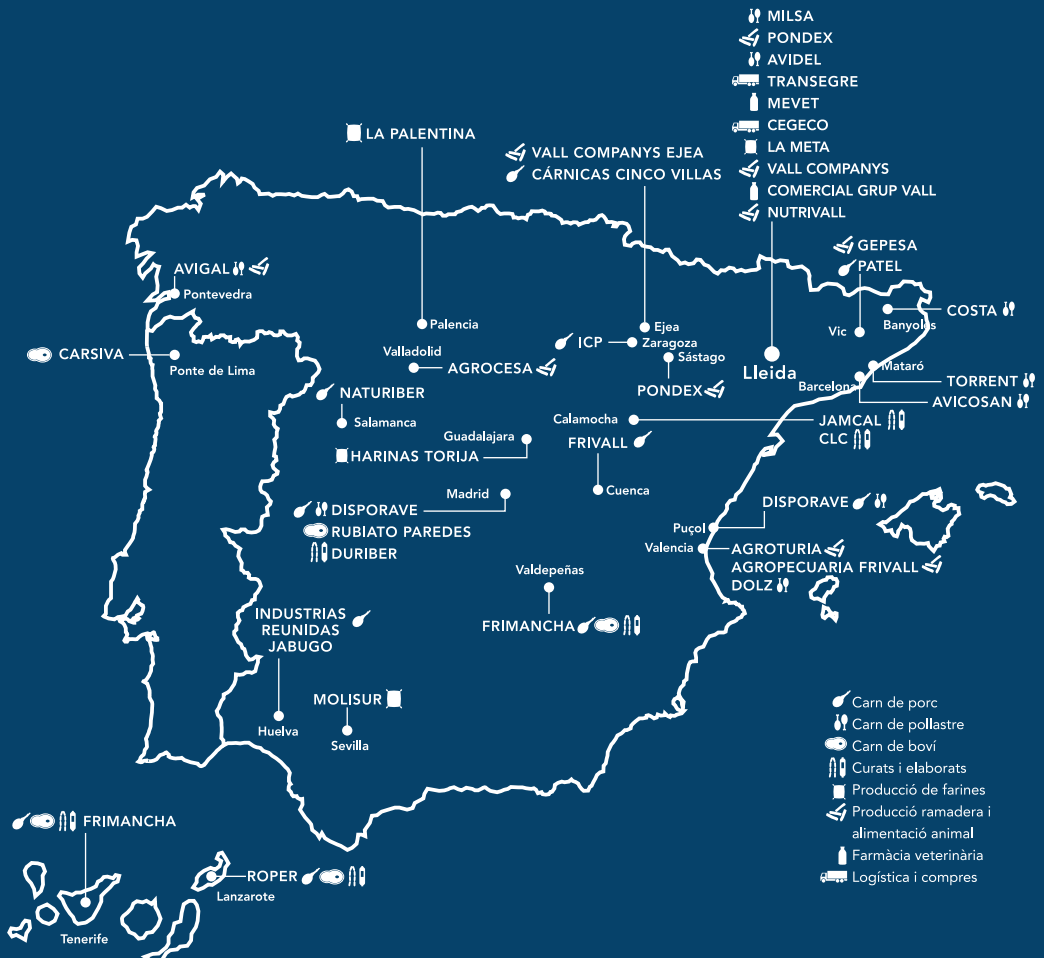 MILSA
PONDEX
AVIDEL
TRANSEGRE
MEVET
CEGECO
LA META
VALL COMPANYS
COMERCIAL GRUP VALL
NUTRIVALL
LA PALENTINA
VALL COMPANYS EJEA
CÁRNICAS CINCO VILLAS
GEPESA
PATEL
AVIGAL
Pontevedra
COSTA
Banyoles
Vic
Palencia
Ejea
ICP
Zaragoza
Sástago
CARSIVA
Ponte de Lima
Valladolid
AGROCESA
Lleida
Mataró
Barcelona
TORRENT
AVICOSAN
PONDEX
NATURIBER
Salamanca
Calamocha
JAMCAL
CLC
Guadalajara
HARINAS TORIJA
FRIVALL
Cuenca
Madrid
DISPORAVE
RUBIATO PAREDES
DURIBER
DISPORAVE
Puçol
Valencia
AGROTURIA
AGROPECUARIA FRIVALL
DOLZ
Valdepeñas
FRIMANCHA
INDUSTRIAS
REUNIDAS
JABUGO
Huelva
MOLISUR
Sevilla
Carn de porc
Carn de pollastre
Carn de boví
Curats i elaborats
Producció de farines
Producció ramadera i
alimentació animal
Farmàcia veterinària
Logística i compres
FRIMANCHA
Tenerife
ROPER
Lanzarote